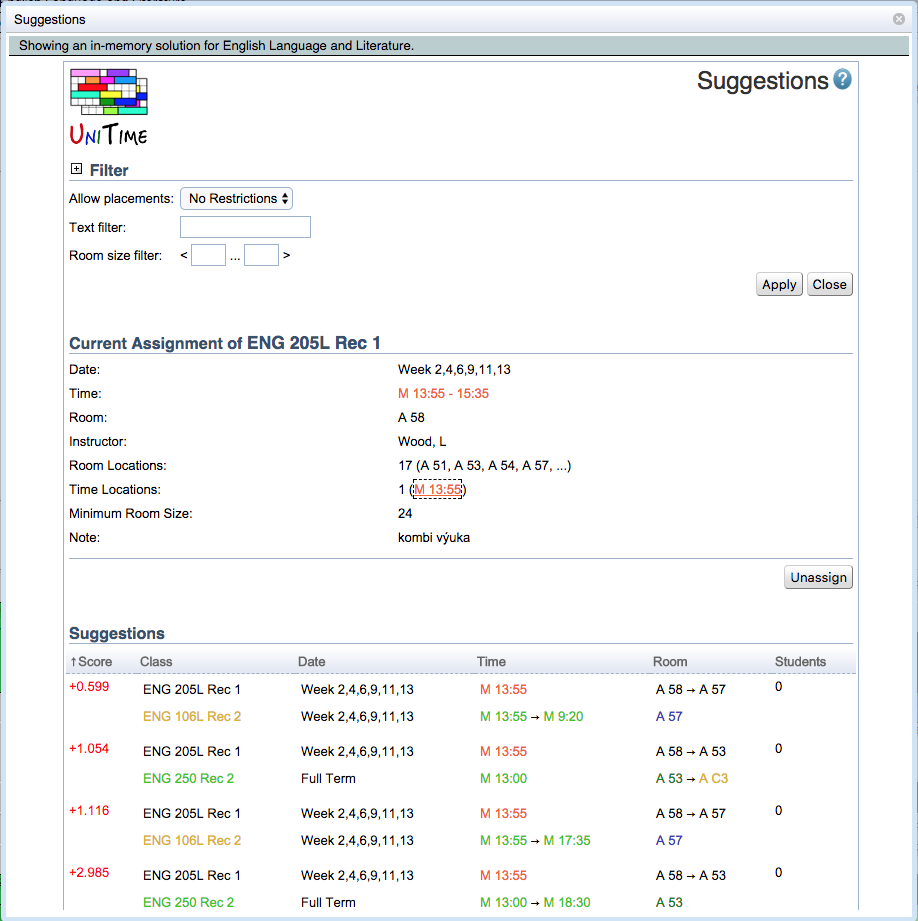 Suggestions
Showing an in-memory solution for English Language and Literature.
UNITIME
Suggestions ?
Filter
Allow placements: No Restrictions
Text filter:
Room size filter: < ... >
Apply Close
Current Assignment of ENG 205L Rec 1
Date: Week 2,4,6,9,11,13
Time: M 13:55 - 15:35
Room: A 58
Instructor: Wood, L
Room Locations: 17 (A 51, A 53, A 54, A 57, ...)
Time Locations: 1 (M 13:55)
Minimum Room Size: 24
Note: kombi výuka
Unassign
Suggestions
↑Score Class Date Time Room Students
+0.599 ENG 205L Rec 1 Week 2,4,6,9,11,13 M 13:55 A 58 → A 57 0
ENG 106L Rec 2 Week 2,4,6,9,11,13 M 13:55 → M 9:20 A 57
+1.054 ENG 205L Rec 1 Week 2,4,6,9,11,13 M 13:55 A 58 → A 53 0
ENG 250 Rec 2 Full Term M 13:00 A 53 → A C3
+1.116 ENG 205L Rec 1 Week 2,4,6,9,11,13 M 13:55 A 58 → A 57 0
ENG 106L Rec 2 Week 2,4,6,9,11,13 M 13:55 → M 17:35 A 57
+2.985 ENG 205L Rec 1 Week 2,4,6,9,11,13 M 13:55 A 58 → A 53 0
ENG 250 Rec 2 Full Term M 13:00 → M 18:30 A 53